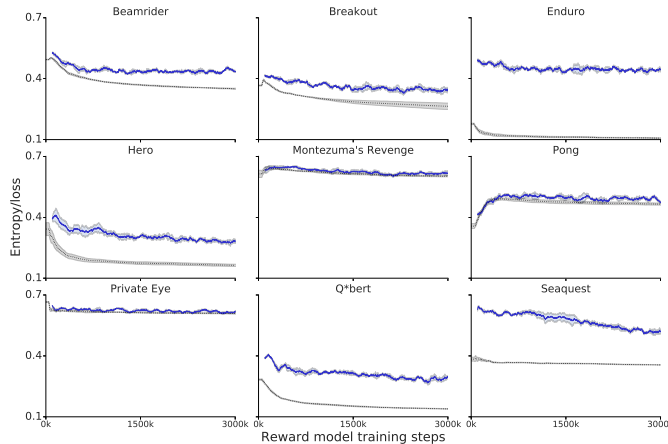 Beamrider Breakout Enduro
0.7
0.4
0.1
Hero Montezuma's Revenge Pong
0.7
0.4
0.1
Entropy/loss
Private Eye Q*bert Seaquest
0.7
0.4
0.1
0k 1500k 3000k 0k 1500k 3000k 0k 1500k 3000k
Reward model training steps